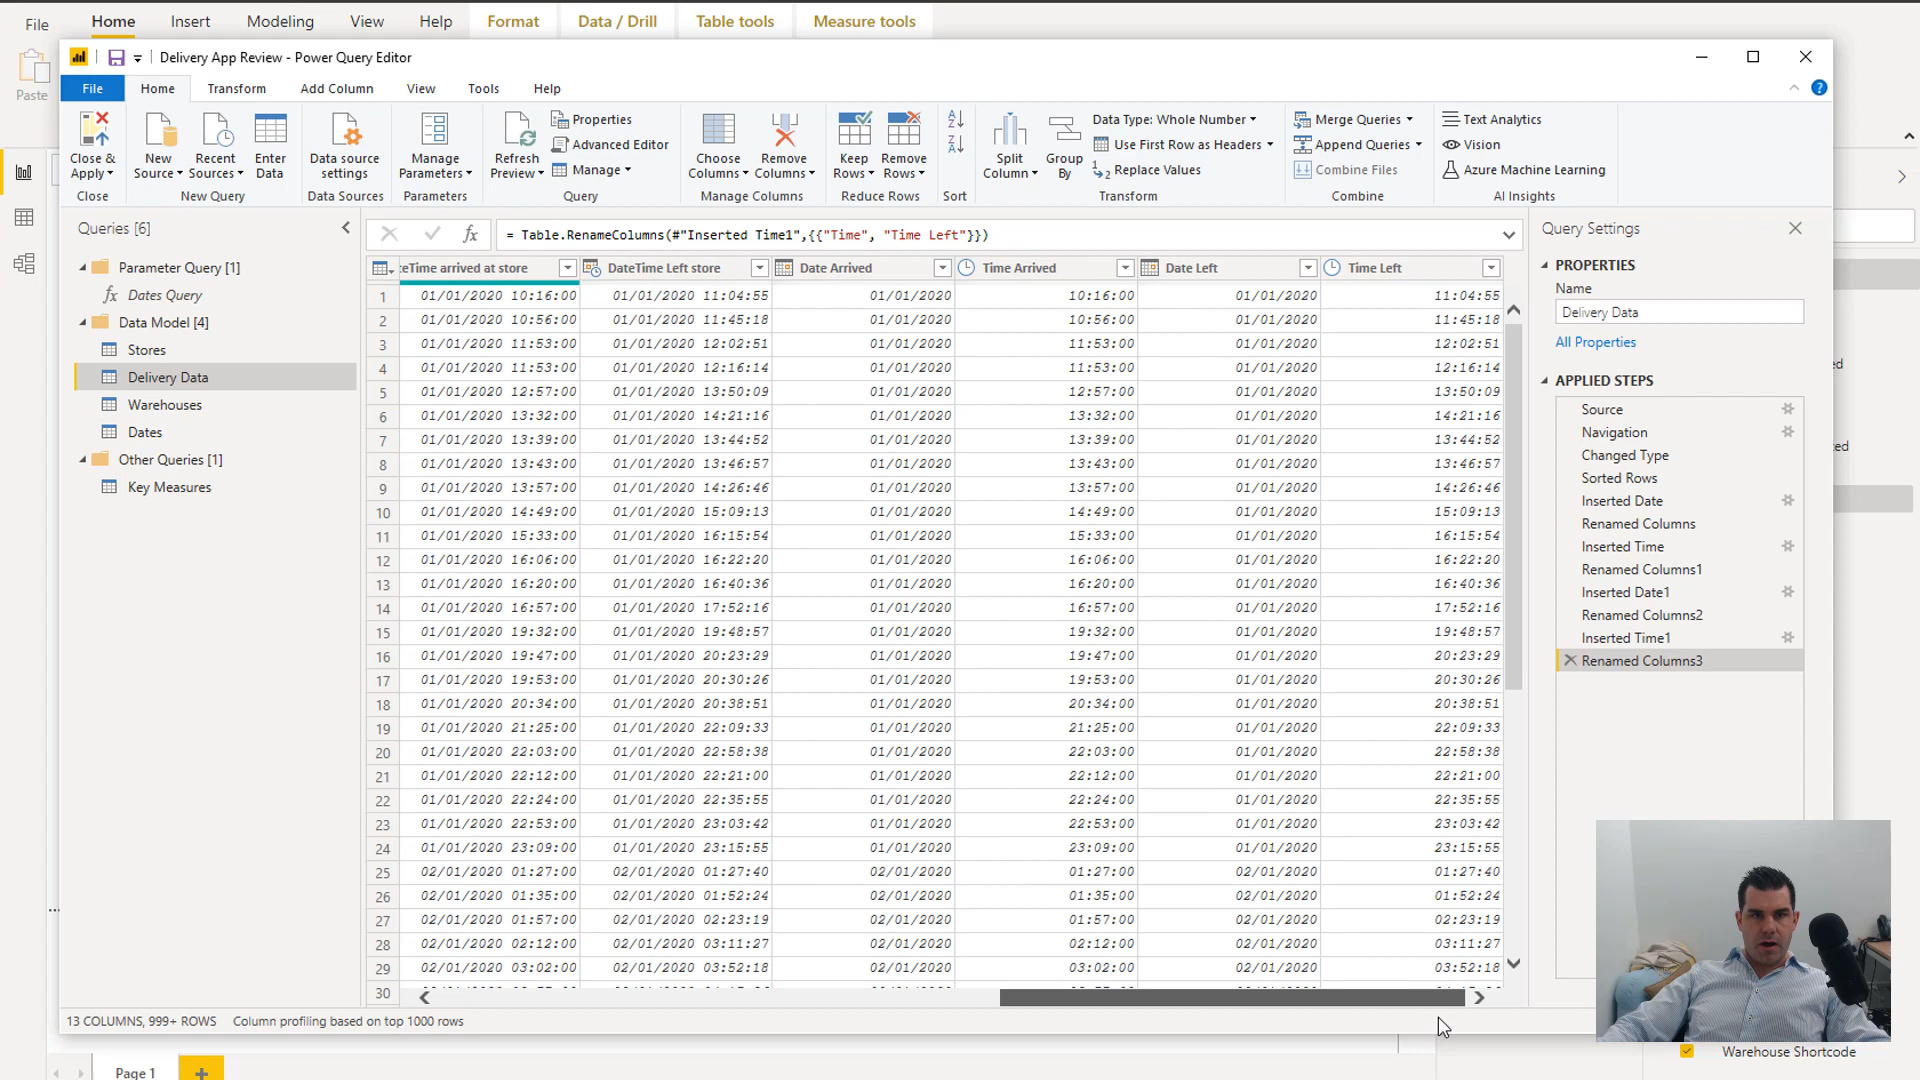 File Home Insert Modeling View Help Format Data / Drill Table tools Measure tools
Paste
Delivery App Review - Power Query Editor
File Home Transform Add Column View Tools Help
Close & Apply
New Source
Recent Sources
Enter Data
Data source settings
Manage Parameters
Refresh Preview
Properties
Advanced Editor
Manage
Choose Columns
Remove Columns
Keep Rows
Remove Rows
Split Column
Group By
Data Type: Whole Number
Use First Row as Headers
Replace Values
Merge Queries
Append Queries
Combine Files
Text Analytics
Vision
Azure Machine Learning
Close New Query Data Sources Parameters Query Manage Columns Reduce Rows Sort Transform Combine AI Insights
Queries [6]
Parameter Query [1]
fx Dates Query
Data Model [4]
Stores
Delivery Data
Warehouses
Dates
Other Queries [1]
Key Measures
fx = Table.RenameColumns(#"Inserted Time1",{{"Time", "Time Left"}})
eTime arrived at store DateTime Left store Date Arrived Time Arrived Date Left Time Left
1 01/01/2020 10:16:00 01/01/2020 11:04:55 01/01/2020 10:16:00 01/01/2020 11:04:55
2 01/01/2020 10:56:00 01/01/2020 11:45:18 01/01/2020 10:56:00 01/01/2020 11:45:18
3 01/01/2020 11:53:00 01/01/2020 12:02:51 01/01/2020 11:53:00 01/01/2020 12:02:51
4 01/01/2020 11:53:00 01/01/2020 12:16:14 01/01/2020 11:53:00 01/01/2020 12:16:14
5 01/01/2020 12:57:00 01/01/2020 13:50:09 01/01/2020 12:57:00 01/01/2020 13:50:09
6 01/01/2020 13:32:00 01/01/2020 14:21:16 01/01/2020 13:32:00 01/01/2020 14:21:16
7 01/01/2020 13:39:00 01/01/2020 13:44:52 01/01/2020 13:39:00 01/01/2020 13:44:52
8 01/01/2020 13:43:00 01/01/2020 13:46:57 01/01/2020 13:43:00 01/01/2020 13:46:57
9 01/01/2020 13:57:00 01/01/2020 14:26:46 01/01/2020 13:57:00 01/01/2020 14:26:46
10 01/01/2020 14:49:00 01/01/2020 15:09:13 01/01/2020 14:49:00 01/01/2020 15:09:13
11 01/01/2020 15:33:00 01/01/2020 16:15:54 01/01/2020 15:33:00 01/01/2020 16:15:54
12 01/01/2020 16:06:00 01/01/2020 16:22:20 01/01/2020 16:06:00 01/01/2020 16:22:20
13 01/01/2020 16:20:00 01/01/2020 16:40:36 01/01/2020 16:20:00 01/01/2020 16:40:36
14 01/01/2020 16:57:00 01/01/2020 17:52:16 01/01/2020 16:57:00 01/01/2020 17:52:16
15 01/01/2020 19:32:00 01/01/2020 19:48:57 01/01/2020 19:32:00 01/01/2020 19:48:57
16 01/01/2020 19:47:00 01/01/2020 20:23:29 01/01/2020 19:47:00 01/01/2020 20:23:29
17 01/01/2020 19:53:00 01/01/2020 20:30:26 01/01/2020 19:53:00 01/01/2020 20:30:26
18 01/01/2020 20:34:00 01/01/2020 20:38:51 01/01/2020 20:34:00 01/01/2020 20:38:51
19 01/01/2020 21:25:00 01/01/2020 22:09:33 01/01/2020 21:25:00 01/01/2020 22:09:33
20 01/01/2020 22:03:00 01/01/2020 22:58:38 01/01/2020 22:03:00 01/01/2020 22:58:38
21 01/01/2020 22:12:00 01/01/2020 22:21:00 01/01/2020 22:12:00 01/01/2020 22:21:00
22 01/01/2020 22:24:00 01/01/2020 22:35:55 01/01/2020 22:24:00 01/01/2020 22:35:55
23 01/01/2020 22:53:00 01/01/2020 23:03:42 01/01/2020 22:53:00 01/01/2020 23:03:42
24 01/01/2020 23:09:00 01/01/2020 23:15:55 01/01/2020 23:09:00 01/01/2020 23:15:55
25 02/01/2020 01:27:00 02/01/2020 01:27:40 02/01/2020 01:27:00 02/01/2020 01:27:40
26 02/01/2020 01:35:00 02/01/2020 01:52:24 02/01/2020 01:35:00 02/01/2020 01:52:24
27 02/01/2020 01:57:00 02/01/2020 02:23:19 02/01/2020 01:57:00 02/01/2020 02:23:19
28 02/01/2020 02:12:00 02/01/2020 03:11:27 02/01/2020 02:12:00 02/01/2020 03:11:27
29 02/01/2020 03:02:00 02/01/2020 03:52:18 02/01/2020 03:02:00 02/01/2020 03:52:18
30
Query Settings
PROPERTIES
Name
Delivery Data
All Properties
APPLIED STEPS
Source
Navigation
Changed Type
Sorted Rows
Inserted Date
Renamed Columns
Inserted Time
Renamed Columns1
Inserted Date1
Renamed Columns2
Inserted Time1
Renamed Columns3
13 COLUMNS, 999+ ROWS Column profiling based on top 1000 rows
Warehouse Shortcode
Page 1